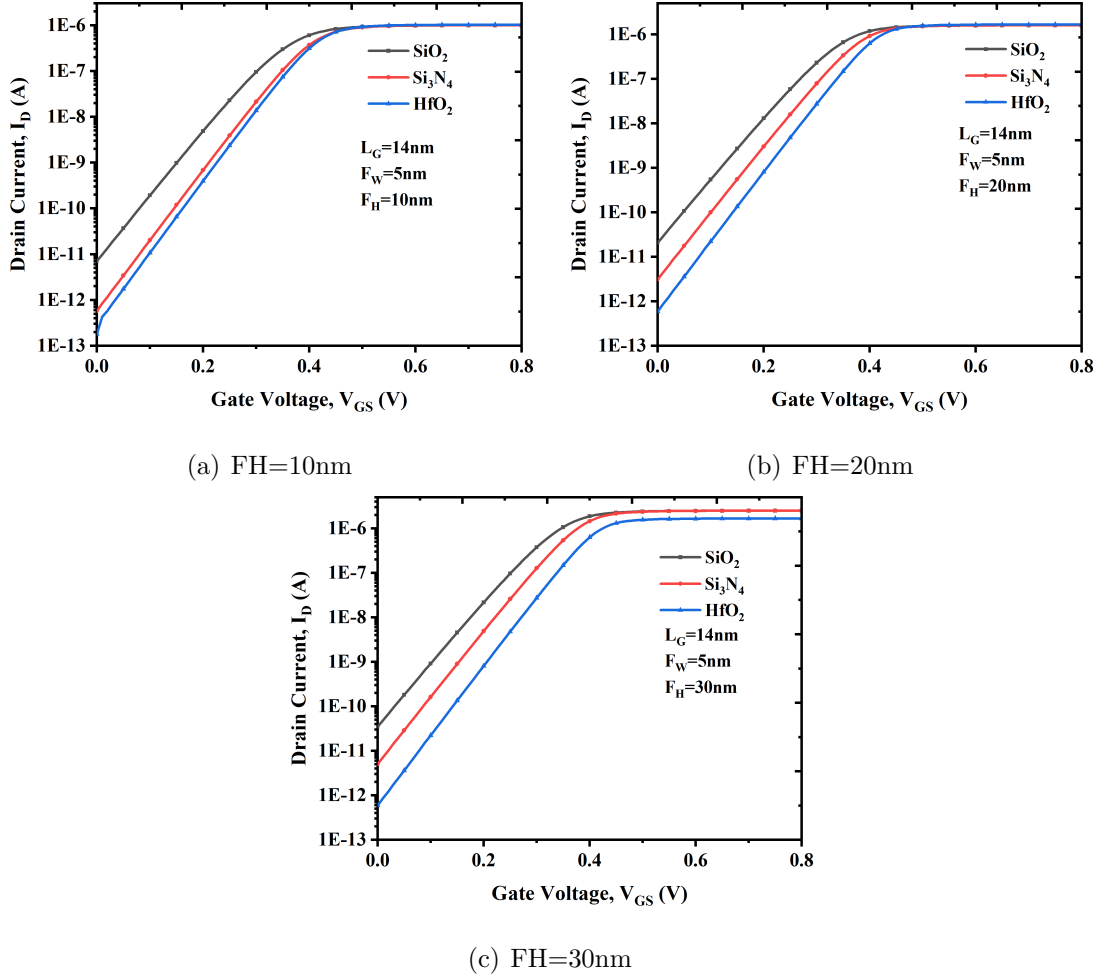 1E-6
1E-7
1E-8
1E-9
1E-10
1E-11
1E-12
1E-13
Drain Current, I_D (A)
SiO₂
Si₃N₄
HfO₂
L_G=14nm
F_W=5nm
F_H=10nm
0.0 0.2 0.4 0.6 0.8
Gate Voltage, V_GS (V)
(a) FH=10nm
1E-6
1E-7
1E-8
1E-9
1E-10
1E-11
1E-12
1E-13
Drain Current, I_D (A)
SiO₂
Si₃N₄
HfO₂
L_G=14nm
F_W=5nm
F_H=20nm
0.0 0.2 0.4 0.6 0.8
Gate Voltage, V_GS (V)
(b) FH=20nm
1E-6
1E-7
1E-8
1E-9
1E-10
1E-11
1E-12
1E-13
Drain Current, I_D (A)
SiO₂
Si₃N₄
HfO₂
L_G=14nm
F_W=5nm
F_H=30nm
0.0 0.2 0.4 0.6 0.8
Gate Voltage, V_GS (V)
(c) FH=30nm